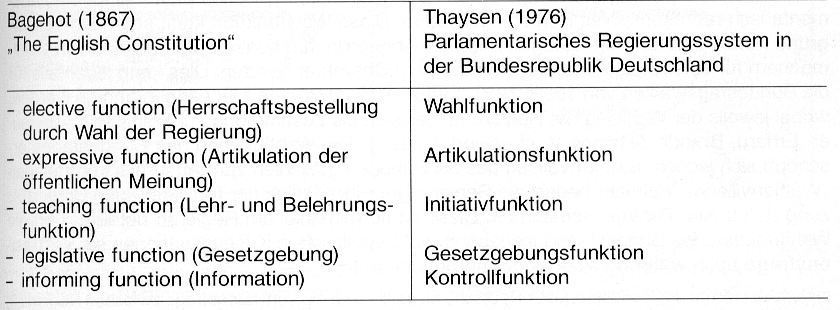 Bagehot (1867)
„The English Constitution“
Thaysen (1976)
Parlamentarisches Regierungssystem in
der Bundesrepublik Deutschland
- elective function (Herrschaftsbestellung
durch Wahl der Regierung)
Wahlfunktion
- expressive function (Artikulation der
öffentlichen Meinung)
Artikulationsfunktion
- teaching function (Lehr- und Belehrungs-
funktion)
Initiativfunktion
- legislative function (Gesetzgebung)
Gesetzgebungsfunktion
- informing function (Information)
Kontrollfunktion